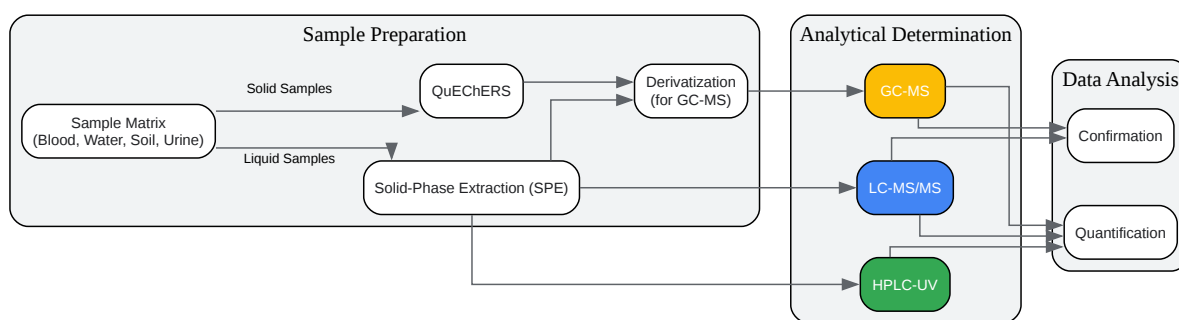 Sample Preparation
Analytical Determination
Data Analysis
Solid Samples
QuEChERS
Derivatization
(for GC-MS)
GC-MS
Sample Matrix
(Blood, Water, Soil, Urine)
Confirmation
Liquid Samples
Solid-Phase Extraction (SPE)
LC-MS/MS
Quantification
HPLC-UV